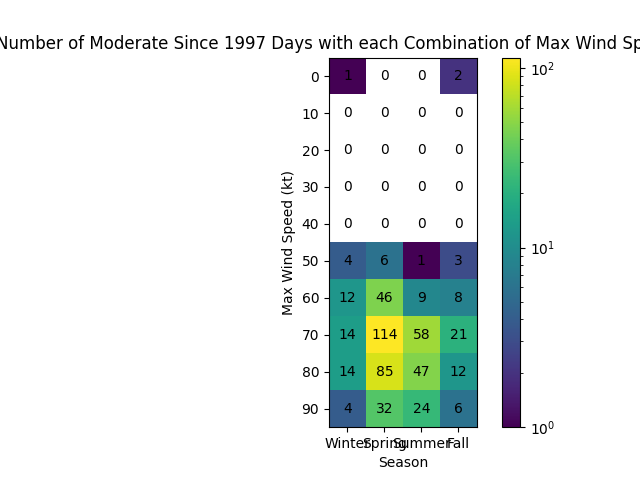 Number of Moderate Since 1997 Days with each Combination of Max Wind Sp
0 1 0 0 2
10 0 0 0 0
20 0 0 0 0
30 0 0 0 0
40 0 0 0 0
50 4 6 1 3
60 12 46 9 8
70 14 114 58 21
80 14 85 47 12
90 4 32 24 6
Winter Spring Summer Fall
Season
Max Wind Speed (kt)
10²
10¹
10⁰